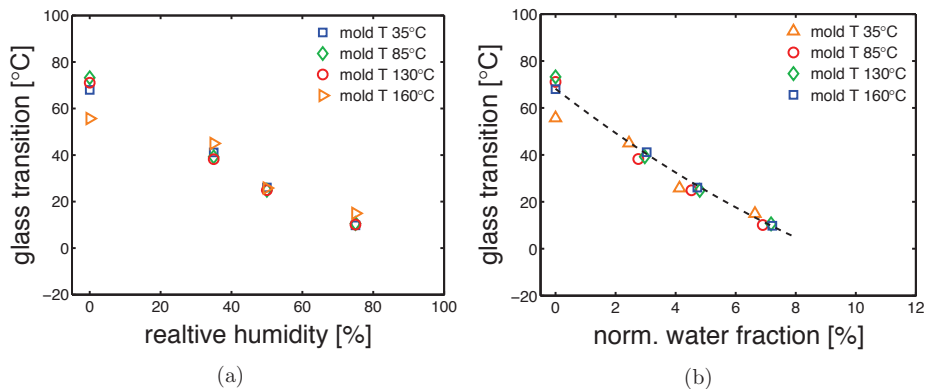 100
80
60
40
20
0
−20
0
20
40
60
80
100
glass transition [°C]
realtive humidity [%]
mold T 35°C
mold T 85°C
mold T 130°C
mold T 160°C
(a)
100
80
60
40
20
0
−20
0
2
4
6
8
10
12
glass transition [°C]
norm. water fraction [%]
mold T 35°C
mold T 85°C
mold T 130°C
mold T 160°C
(b)